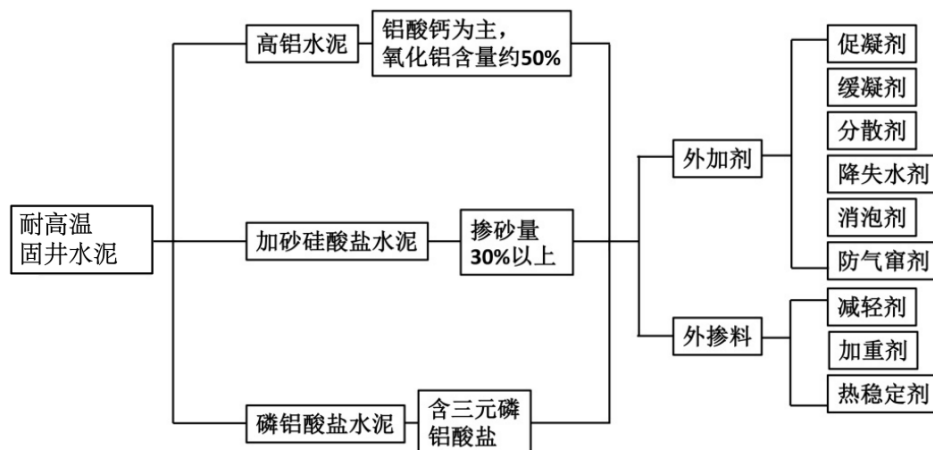 耐高温
固井水泥
高铝水泥
铝酸钙为主，
氧化铝含量约50%
加砂硅酸盐水泥
掺砂量
30%以上
磷铝酸盐水泥
含三元磷
铝酸盐
外加剂
促凝剂
缓凝剂
分散剂
降失水剂
消泡剂
防气窜剂
外掺料
减轻剂
加重剂
热稳定剂